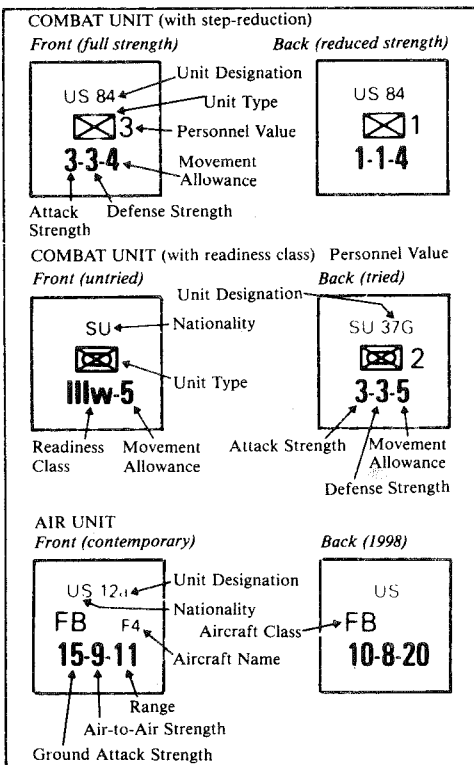 COMBAT UNIT (with step-reduction)
Front (full strength) Back (reduced strength)
Unit Designation
US 84 US 84
Unit Type
3 Personnel Value 1
3-3-4 Movement Allowance 1-1-4
Attack Strength Defense Strength
COMBAT UNIT (with readiness class) Personnel Value
Front (untried) Back (tried)
Unit Designation
SU Nationality SU 37G
Unit Type 2
IIIw-5 3-3-5
Readiness Class Movement Allowance Attack Strength Movement Allowance
Defense Strength
AIR UNIT
Front (contemporary) Back (1998)
US 12a Unit Designation US
Nationality
FB F4 Aircraft Class FB
15-9-11 Aircraft Name 10-8-20
Range
Air-to-Air Strength
Ground Attack Strength